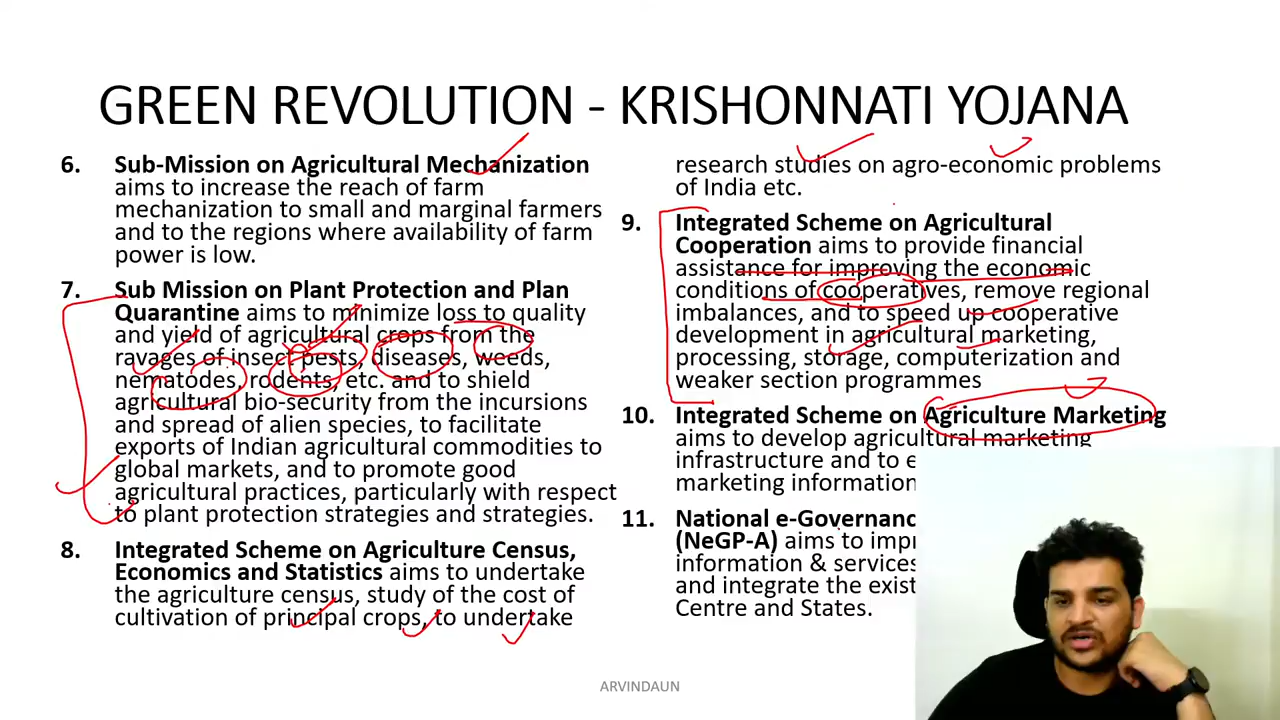 GREEN REVOLUTION - KRISHONNATI YOJANA
6. Sub-Mission on Agricultural Mechanization
aims to increase the reach of farm
mechanization to small and marginal farmers
and to the regions where availability of farm
power is low.
7. Sub Mission on Plant Protection and Plan
Quarantine aims to minimize loss to quality
and yield of agricultural crops from the
ravages of insect pests, diseases, weeds,
nematodes, rodents, etc. and to shield
agricultural bio-security from the incursions
and spread of alien species, to facilitate
exports of Indian agricultural commodities to
global markets, and to promote good
agricultural practices, particularly with respect
to plant protection strategies and strategies.
8. Integrated Scheme on Agriculture Census,
Economics and Statistics aims to undertake
the agriculture census, study of the cost of
cultivation of principal crops, to undertake
research studies on agro-economic problems
of India etc.
9. Integrated Scheme on Agricultural
Cooperation aims to provide financial
assistance for improving the economic
conditions of cooperatives, remove regional
imbalances, and to speed up cooperative
development in agricultural marketing,
processing, storage, computerization and
weaker section programmes
10. Integrated Scheme on Agriculture Marketing
aims to develop agricultural marketing
infrastructure and to
marketing information
11. National
(NeGP-A) aims to
information & services
and integrate the
Centre and States.
ARVINDAUN